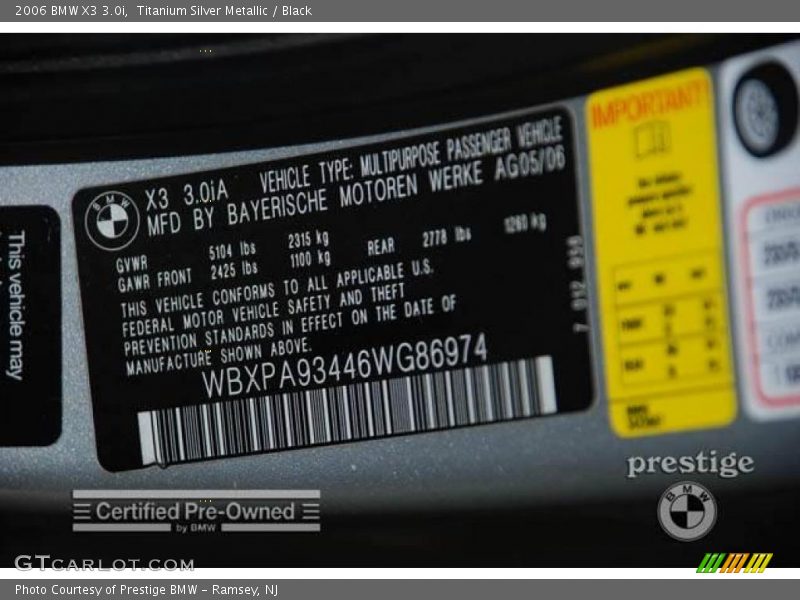 2006 BMW X3 3.0i,  Titanium Silver Metallic / Black
This vehicle may
BMW
X3 3.0iA VEHICLE TYPE: MULTIPURPOSE PASSENGER VEHICLE
MFD BY BAYERISCHE MOTOREN WERKE AG05/06
GVWR 5104 lbs 2315 kg
GAWR FRONT 2425 lbs 1100 kg REAR 2778 lbs 1260 kg
THIS VEHICLE CONFORMS TO ALL APPLICABLE U.S.
FEDERAL MOTOR VEHICLE SAFETY AND THEFT
PREVENTION STANDARDS IN EFFECT ON THE DATE OF
MANUFACTURE SHOWN ABOVE.
WBXPA93446WG86974
IMPORTANT!
prestige
BMW
Certified Pre-Owned
by BMW
GTcarlot.com
Photo Courtesy of Prestige BMW - Ramsey, NJ